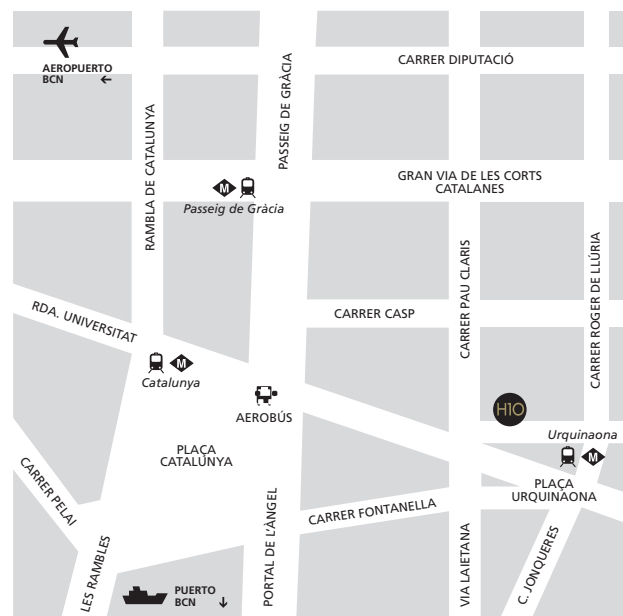 AEROPUERTO
BCN
CARRER DIPUTACIÓ
PASSEIG DE GRÀCIA
RAMBLA DE CATALUNYA
GRAN VIA DE LES CORTS
CATALANES
M
Passeig de Gràcia
CARRER PAU CLARIS
CARRER ROGER DE LLÚRIA
RDA. UNIVERSITAT
CARRER CASP
M
Catalunya
AEROBÚS
H10
Urquinaona
M
PLAÇA
CATALUNYA
PLAÇA
URQUINAONA
CARRER PELAI
CARRER FONTANELLA
PORTAL DE L'ÀNGEL
LES RAMBLES
VIA LAIETANA
C. JONQUERES
PUERTO
BCN